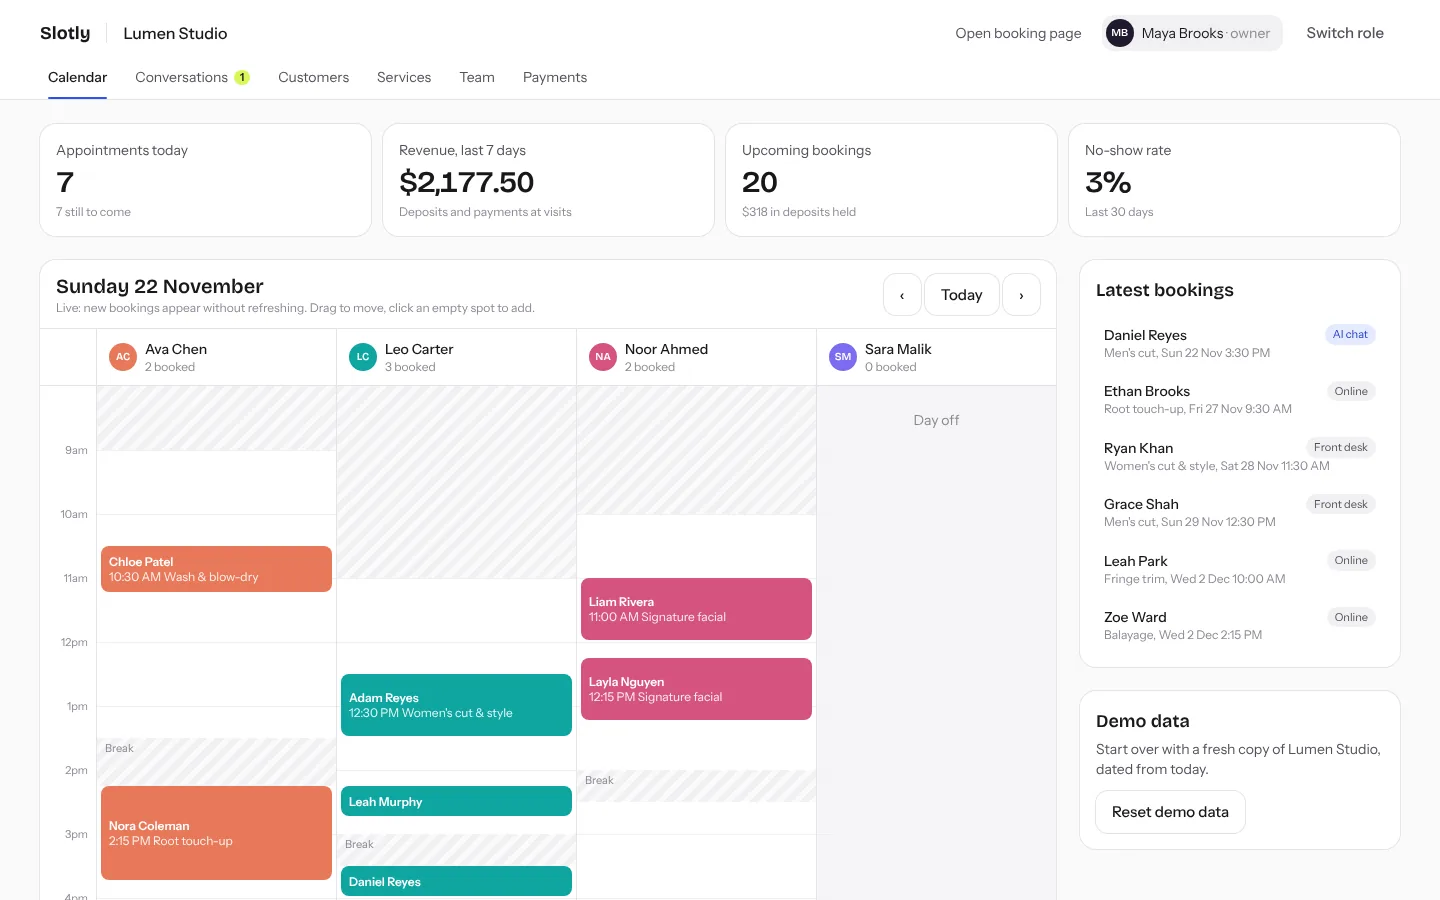 Slotly
Lumen Studio
Open booking page
MB
Maya Brooks · owner
Switch role
Calendar
Conversations 1
Customers
Services
Team
Payments
Appointments today
7
7 still to come
Revenue, last 7 days
$2,177.50
Deposits and payments at visits
Upcoming bookings
20
$318 in deposits held
No-show rate
3%
Last 30 days
Sunday 22 November
Live: new bookings appear without refreshing. Drag to move, click an empty spot to add.
‹
Today
›
AC
Ava Chen
2 booked
LC
Leo Carter
3 booked
NA
Noor Ahmed
2 booked
SM
Sara Malik
0 booked
9am
10am
11am
12pm
1pm
2pm
3pm
4pm
Chloe Patel
10:30 AM Wash & blow-dry
Break
Nora Coleman
2:15 PM Root touch-up
Adam Reyes
12:30 PM Women's cut & style
Leah Murphy
Break
Daniel Reyes
Liam Rivera
11:00 AM Signature facial
Layla Nguyen
12:15 PM Signature facial
Break
Day off
Latest bookings
Daniel Reyes
AI chat
Men's cut, Sun 22 Nov 3:30 PM
Ethan Brooks
Online
Root touch-up, Fri 27 Nov 9:30 AM
Ryan Khan
Front desk
Women's cut & style, Sat 28 Nov 11:30 AM
Grace Shah
Front desk
Men's cut, Sun 29 Nov 12:30 PM
Leah Park
Online
Fringe trim, Wed 2 Dec 10:00 AM
Zoe Ward
Online
Balayage, Wed 2 Dec 2:15 PM
Demo data
Start over with a fresh copy of Lumen Studio,
dated from today.
Reset demo data